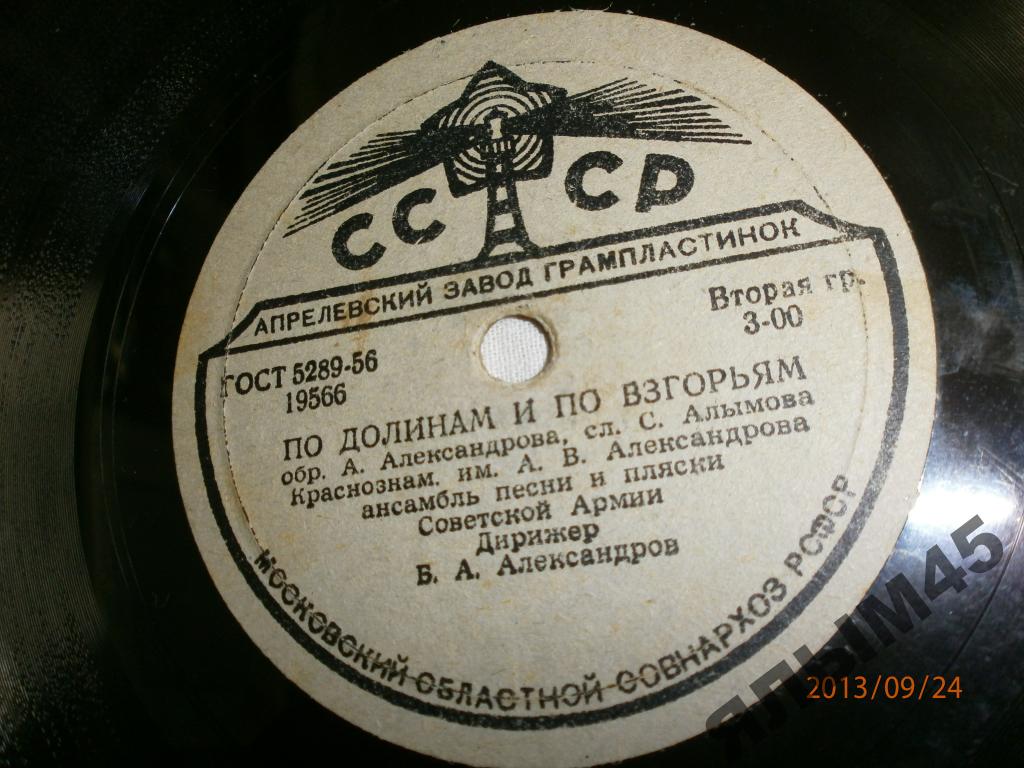 СССР
АПРЕЛЕВСКИЙ ЗАВОД ГРАМПЛАСТИНОК
ГОСТ 5289-56
19566
Вторая гр.
3-00
ПО ДОЛИНАМ И ПО ВЗГОРЬЯМ
обр. А. Александрова, сл. С. Алымова
Краснознам. им. А. В. Александрова
ансамбль песни и пляски
Советской Армии
Дирижер
Б. А. Александров
МОСКОВСКИЙ ОБЛАСТНОЙ СОВНАРХОЗ РСФСР
ЯЛЫМ45
2013/09/24